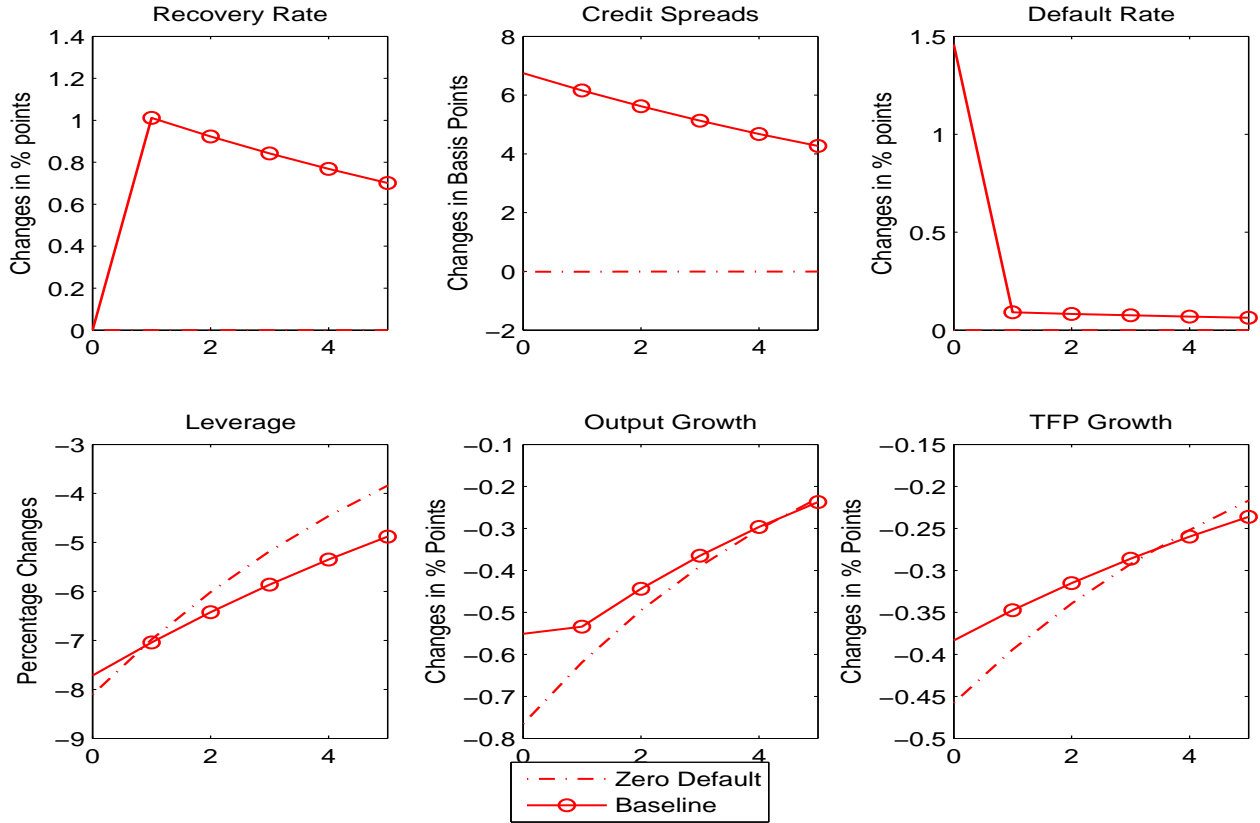 Recovery Rate
Credit Spreads
Default Rate
Changes in % points
1.4
1.2
1
0.8
0.6
0.4
0.2
0
0 2 4
Changes in Basis Points
8
6
4
2
0
−2
0 2 4
Changes in % points
1.5
1
0.5
0
0 2 4
Leverage
Output Growth
TFP Growth
Percentage Changes
−3
−4
−5
−6
−7
−8
−9
0 2 4
Changes in % Points
−0.1
−0.2
−0.3
−0.4
−0.5
−0.6
−0.7
−0.8
0 2 4
Changes in % Points
−0.15
−0.2
−0.25
−0.3
−0.35
−0.4
−0.45
−0.5
0 2 4
Zero Default
Baseline